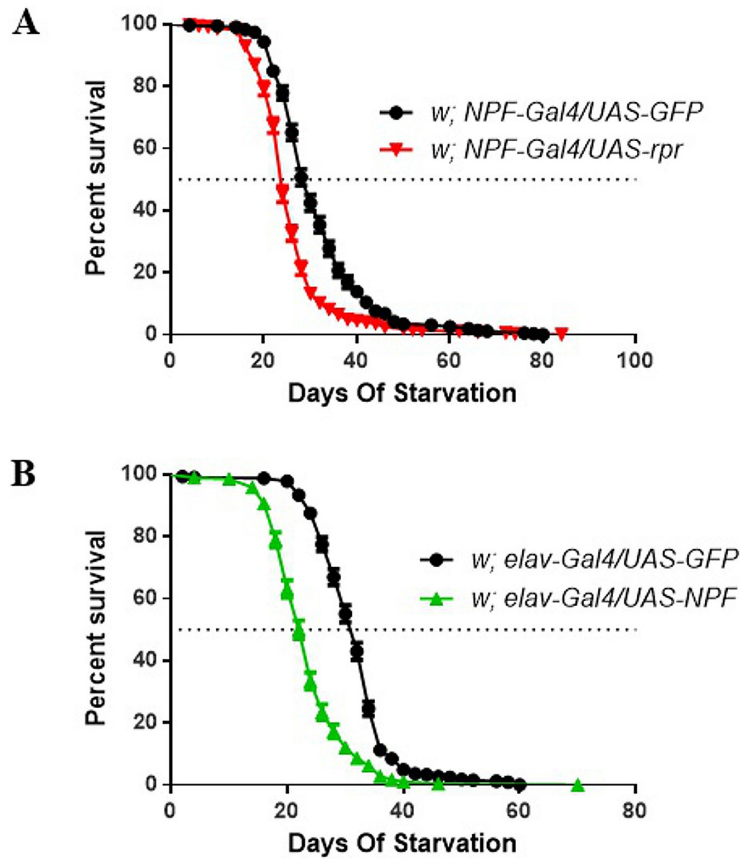 A
Percent survival
100
80
60
40
20
0
w; NPF-Gal4/UAS-GFP
w; NPF-Gal4/UAS-rpr
0 20 40 60 80 100
Days Of Starvation
B
Percent survival
100
80
60
40
20
0
w; elav-Gal4/UAS-GFP
w; elav-Gal4/UAS-NPF
0 20 40 60 80
Days Of Starvation